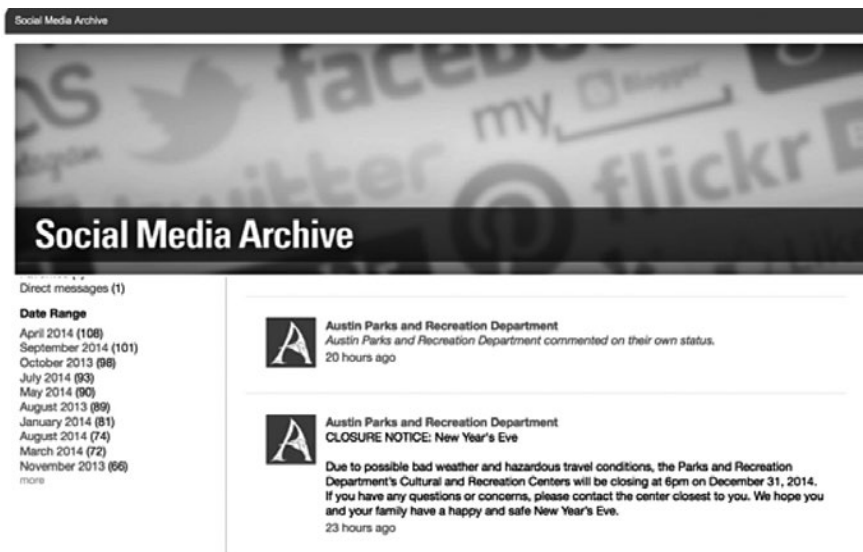 Social Media Archive
facebook
Blogger
my
twitter
flickr
Social Media Archive
Direct messages (1)
Date Range
April 2014 (108)
September 2014 (101)
October 2013 (98)
July 2014 (93)
May 2014 (90)
August 2013 (89)
January 2014 (81)
August 2014 (74)
March 2014 (72)
November 2013 (66)
more
Austin Parks and Recreation Department
Austin Parks and Recreation Department commented on their own status.
20 hours ago
Austin Parks and Recreation Department
CLOSURE NOTICE: New Year's Eve
Due to possible bad weather and hazardous travel conditions, the Parks and Recreation
Department's Cultural and Recreation Centers will be closing at 6pm on December 31, 2014.
If you have any questions or concerns, please contact the center closest to you. We hope you
and your family have a happy and safe New Year's Eve.
23 hours ago